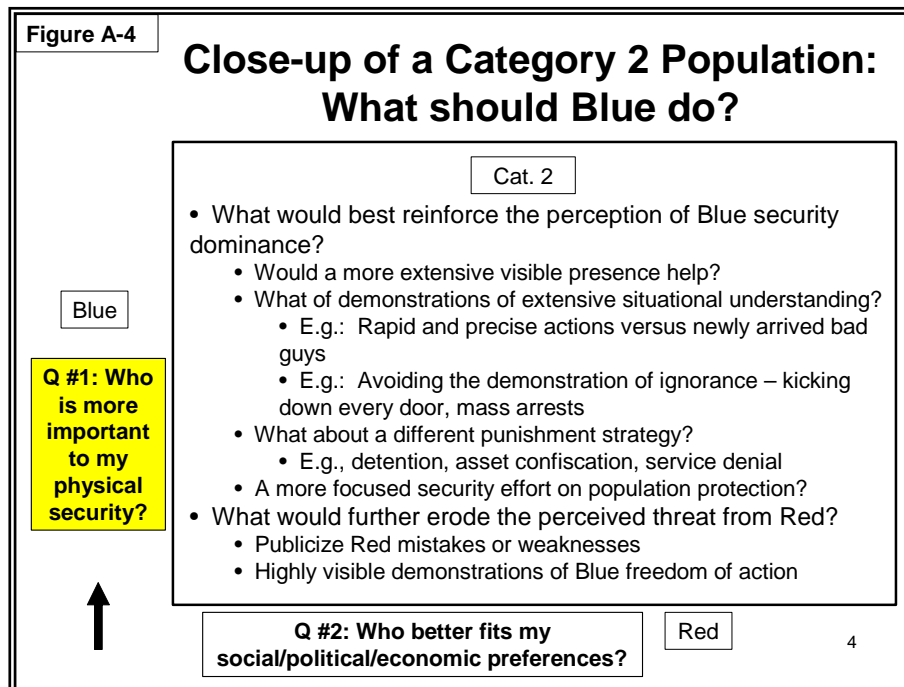 Figure A-4
Close-up of a Category 2 Population:
What should Blue do?
Cat. 2
• What would best reinforce the perception of Blue security
dominance?
• Would a more extensive visible presence help?
• What of demonstrations of extensive situational understanding?
• E.g.: Rapid and precise actions versus newly arrived bad
guys
• E.g.: Avoiding the demonstration of ignorance – kicking
down every door, mass arrests
• What about a different punishment strategy?
• E.g., detention, asset confiscation, service denial
• A more focused security effort on population protection?
• What would further erode the perceived threat from Red?
• Publicize Red mistakes or weaknesses
• Highly visible demonstrations of Blue freedom of action
Blue
Q #1: Who
is more
important
to my
physical
security?
Q #2: Who better fits my
social/political/economic preferences?
Red
4